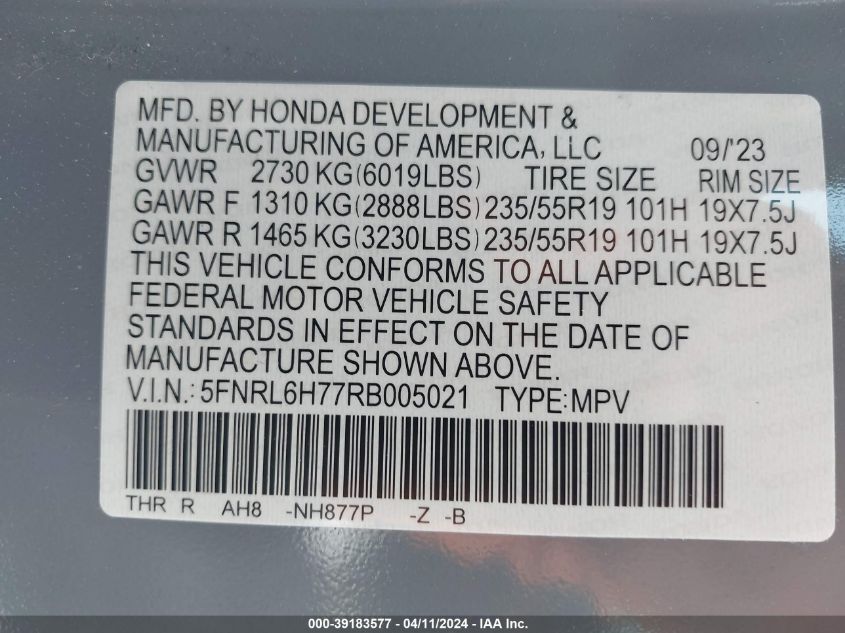 MFD. BY HONDA DEVELOPMENT &
MANUFACTURING OF AMERICA, LLC 09/'23
GVWR 2730 KG(6019LBS) TIRE SIZE RIM SIZE
GAWR F 1310 KG(2888LBS) 235/55R19 101H 19X7.5J
GAWR R 1465 KG(3230LBS) 235/55R19 101H 19X7.5J
THIS VEHICLE CONFORMS TO ALL APPLICABLE
FEDERAL MOTOR VEHICLE SAFETY
STANDARDS IN EFFECT ON THE DATE OF
MANUFACTURE SHOWN ABOVE.
V.I.N.: 5FNRL6H77RB005021 TYPE:MPV
THR R AH8 -NH877P -Z -B
000-39183577 - 04/11/2024 - IAA Inc.